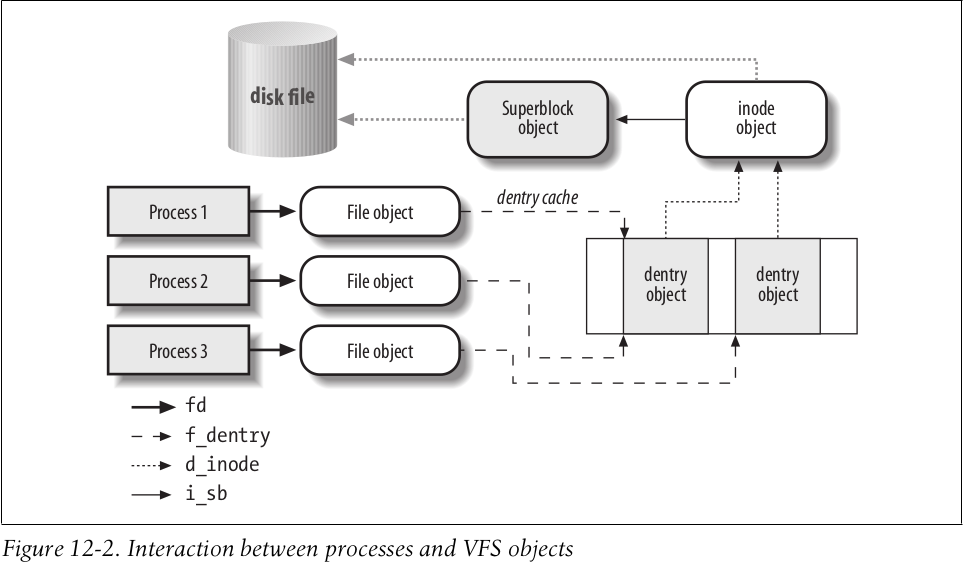 disk file
Superblock
object
inode
object
Process 1
File object
dentry cache
Process 2
File object
dentry
object
dentry
object
Process 3
File object
fd
f_dentry
d_inode
i_sb
Figure 12-2. Interaction between processes and VFS objects